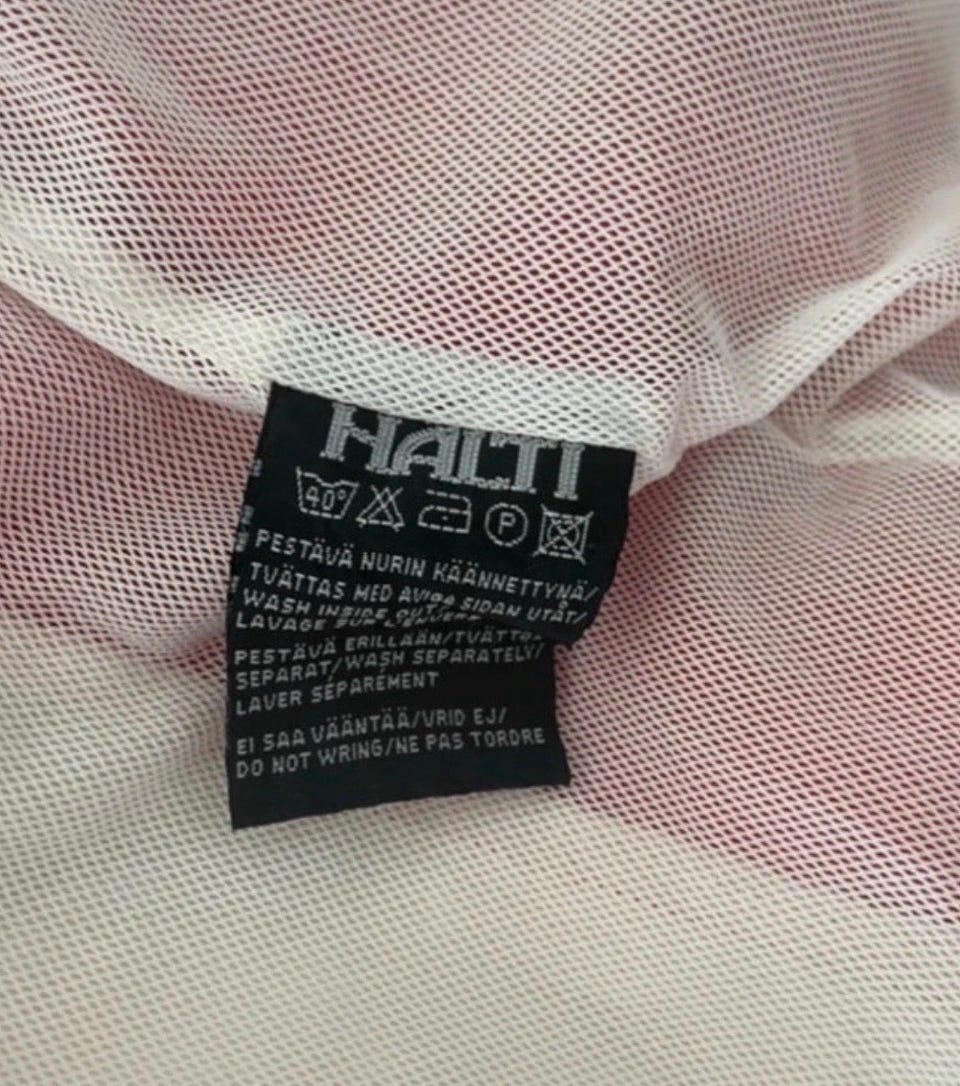 HALTI
40° P
PESTÄVÄ NURIN KÄÄNNETTYNÄ/
TVÄTTAS MED AVIGA SIDAN UTÅT/
WASH INSIDE OUT/
LAVAGE
PESTÄVÄ ERILLÄÄN/TVÄTTAS
SEPARAT/WASH SEPARATELY/
LAVER SÉPARÉMENT
EI SAA VÄÄNTÄÄ/VRID EJ/
DO NOT WRING/NE PAS TORDRE